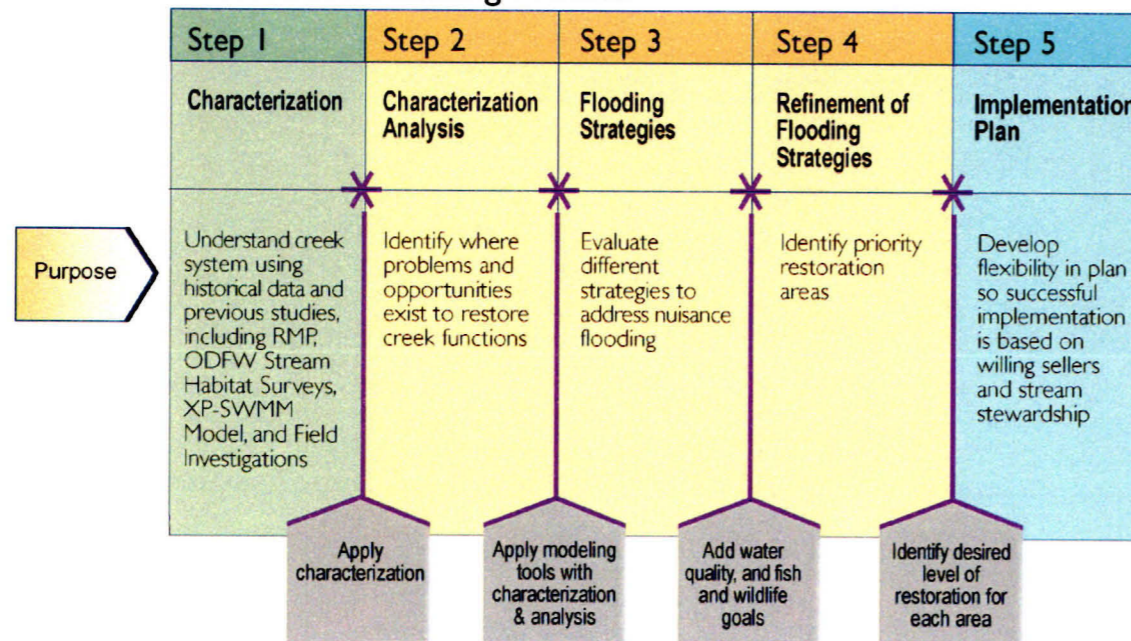 Step 1
Step 2
Step 3
Step 4
Step 5
Characterization
Characterization
Analysis
Flooding
Strategies
Refinement of
Flooding
Strategies
Implementation
Plan
Purpose
Understand creek
system using
historical data and
previous studies,
including RMP,
ODFW Stream
Habitat Surveys,
XP-SWMM
Model, and Field
Investigations
Identify where
problems and
opportunities
exist to restore
creek functions
Evaluate
different
strategies to
address nuisance
flooding
Identify priority
restoration
areas
Develop
flexibility in plan
so successful
implementation
is based on
willing sellers
and stream
stewardship
Apply
characterization
Apply modeling
tools with
characterization
& analysis
Add water
quality, and fish
and wildlife
goals
Identify desired
level of
restoration for
each area